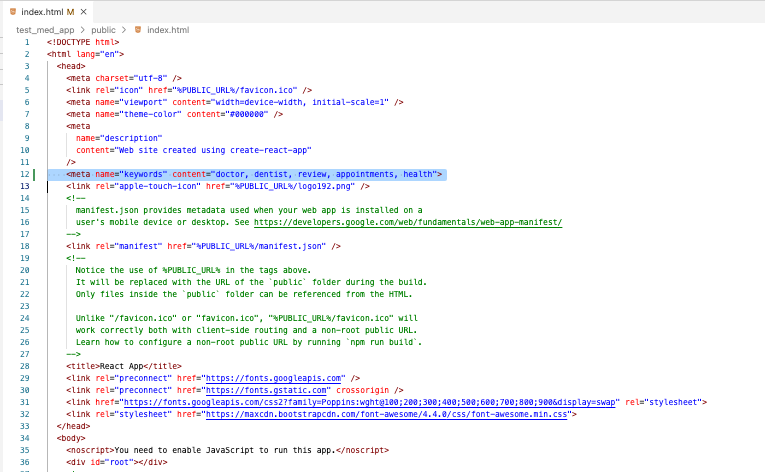 index.html M ×
test_med_app > public > index.html
1 <!DOCTYPE html>
2 <html lang="en">
3 <head>
4 <meta charset="utf-8" />
5 <link rel="icon" href="%PUBLIC_URL%/favicon.ico" />
6 <meta name="viewport" content="width=device-width, initial-scale=1" />
7 <meta name="theme-color" content="#000000" />
8 <meta
9 name="description"
10 content="Web site created using create-react-app"
11 />
12 <meta name="keywords" content="doctor, dentist, review, appointments, health">
13 <link rel="apple-touch-icon" href="%PUBLIC_URL%/logo192.png" />
14 <!--
15 manifest.json provides metadata used when your web app is installed on a
16 user's mobile device or desktop. See https://developers.google.com/web/fundamentals/web-app-manifest/
17 -->
18 <link rel="manifest" href="%PUBLIC_URL%/manifest.json" />
19 <!--
20 Notice the use of %PUBLIC_URL% in the tags above.
21 It will be replaced with the URL of the `public` folder during the build.
22 Only files inside the `public` folder can be referenced from the HTML.
23
24 Unlike "/favicon.ico" or "favicon.ico", "%PUBLIC_URL%/favicon.ico" will
25 work correctly both with client-side routing and a non-root public URL.
26 Learn how to configure a non-root public URL by running `npm run build`.
27 -->
28 <title>React App</title>
29 <link rel="preconnect" href="https://fonts.googleapis.com" />
30 <link rel="preconnect" href="https://fonts.gstatic.com" crossorigin />
31 <link href="https://fonts.googleapis.com/css2?family=Poppins:wght@100;200;300;400;500;600;700;800;900&display=swap" rel="stylesheet">
32 <link rel="stylesheet" href="https://maxcdn.bootstrapcdn.com/font-awesome/4.4.0/css/font-awesome.min.css">
33 </head>
34 <body>
35 <noscript>You need to enable JavaScript to run this app.</noscript>
36 <div id="root"></div>